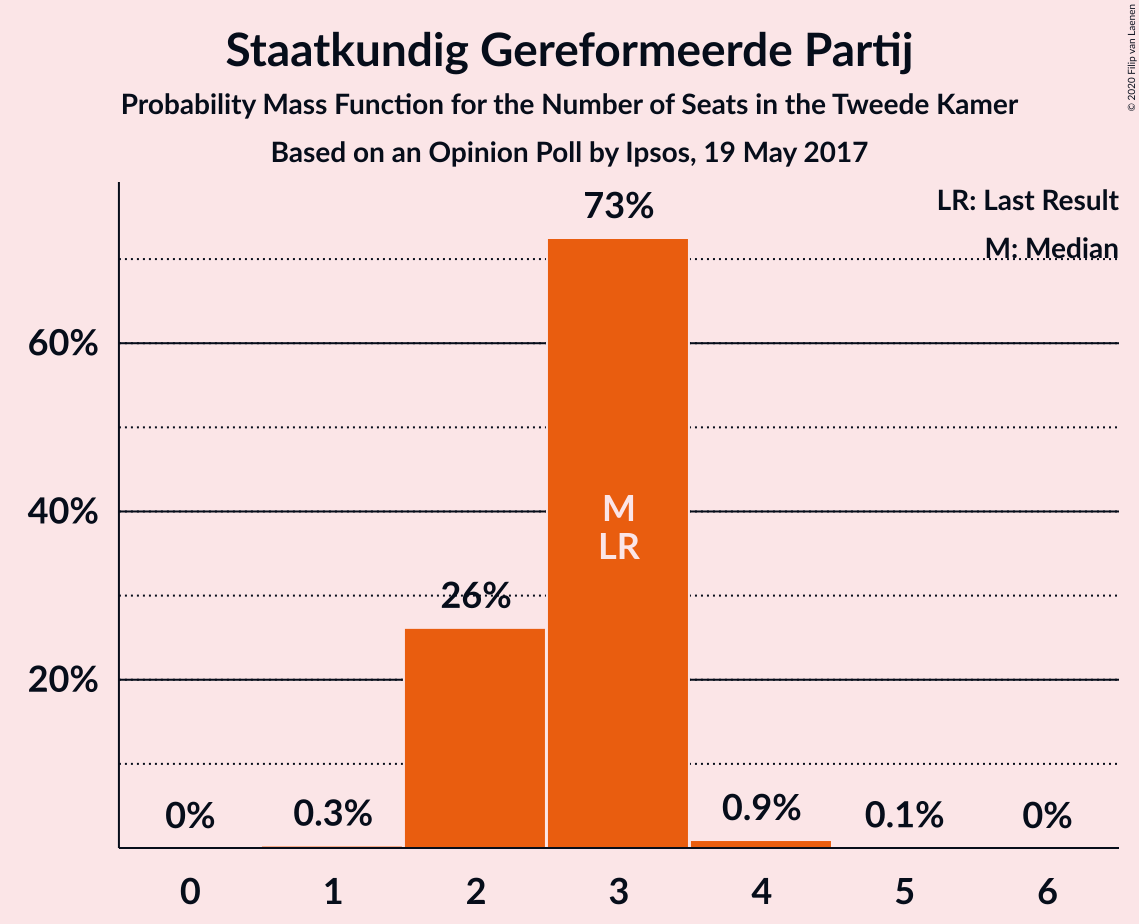 Staatkundig Gereformeerde Partij
Probability Mass Function for the Number of Seats in the Tweede Kamer
Based on an Opinion Poll by Ipsos, 19 May 2017
© 2020 Filip van Laenen
LR: Last Result
M: Median
73%
60%
40%
M
LR
26%
20%
0%
0.3%
0.9%
0.1%
0%
0 1 2 3 4 5 6